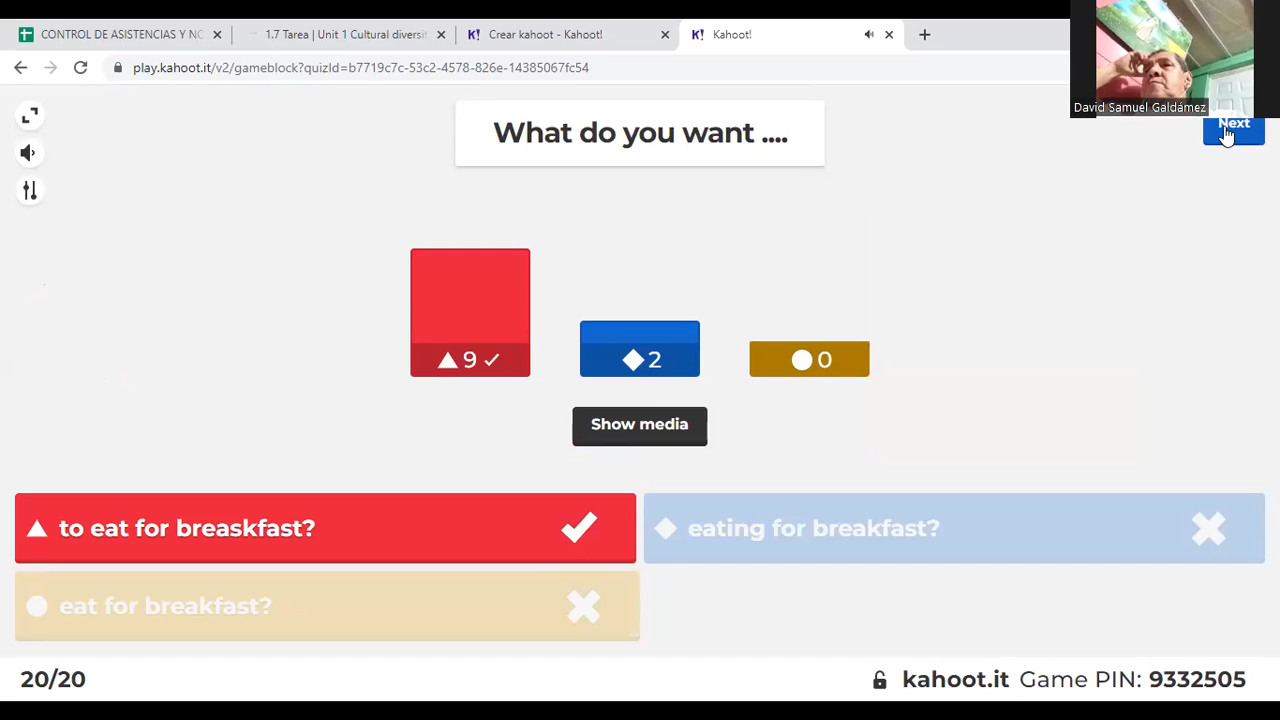 CONTROL DE ASISTENCIAS Y NO
1.7 Tarea | Unit 1 Cultural diversit
K! Crear kahoot - Kahoot!
K! Kahoot!
play.kahoot.it/v2/gameblock?quizId=b7719c7c-53c2-4578-826e-14385067fc54
David Samuel Galdámez
Next
What do you want ....
9
2
0
Show media
to eat for breaskfast?
eating for breakfast?
eat for breakfast?
20/20
kahoot.it Game PIN: 9332505